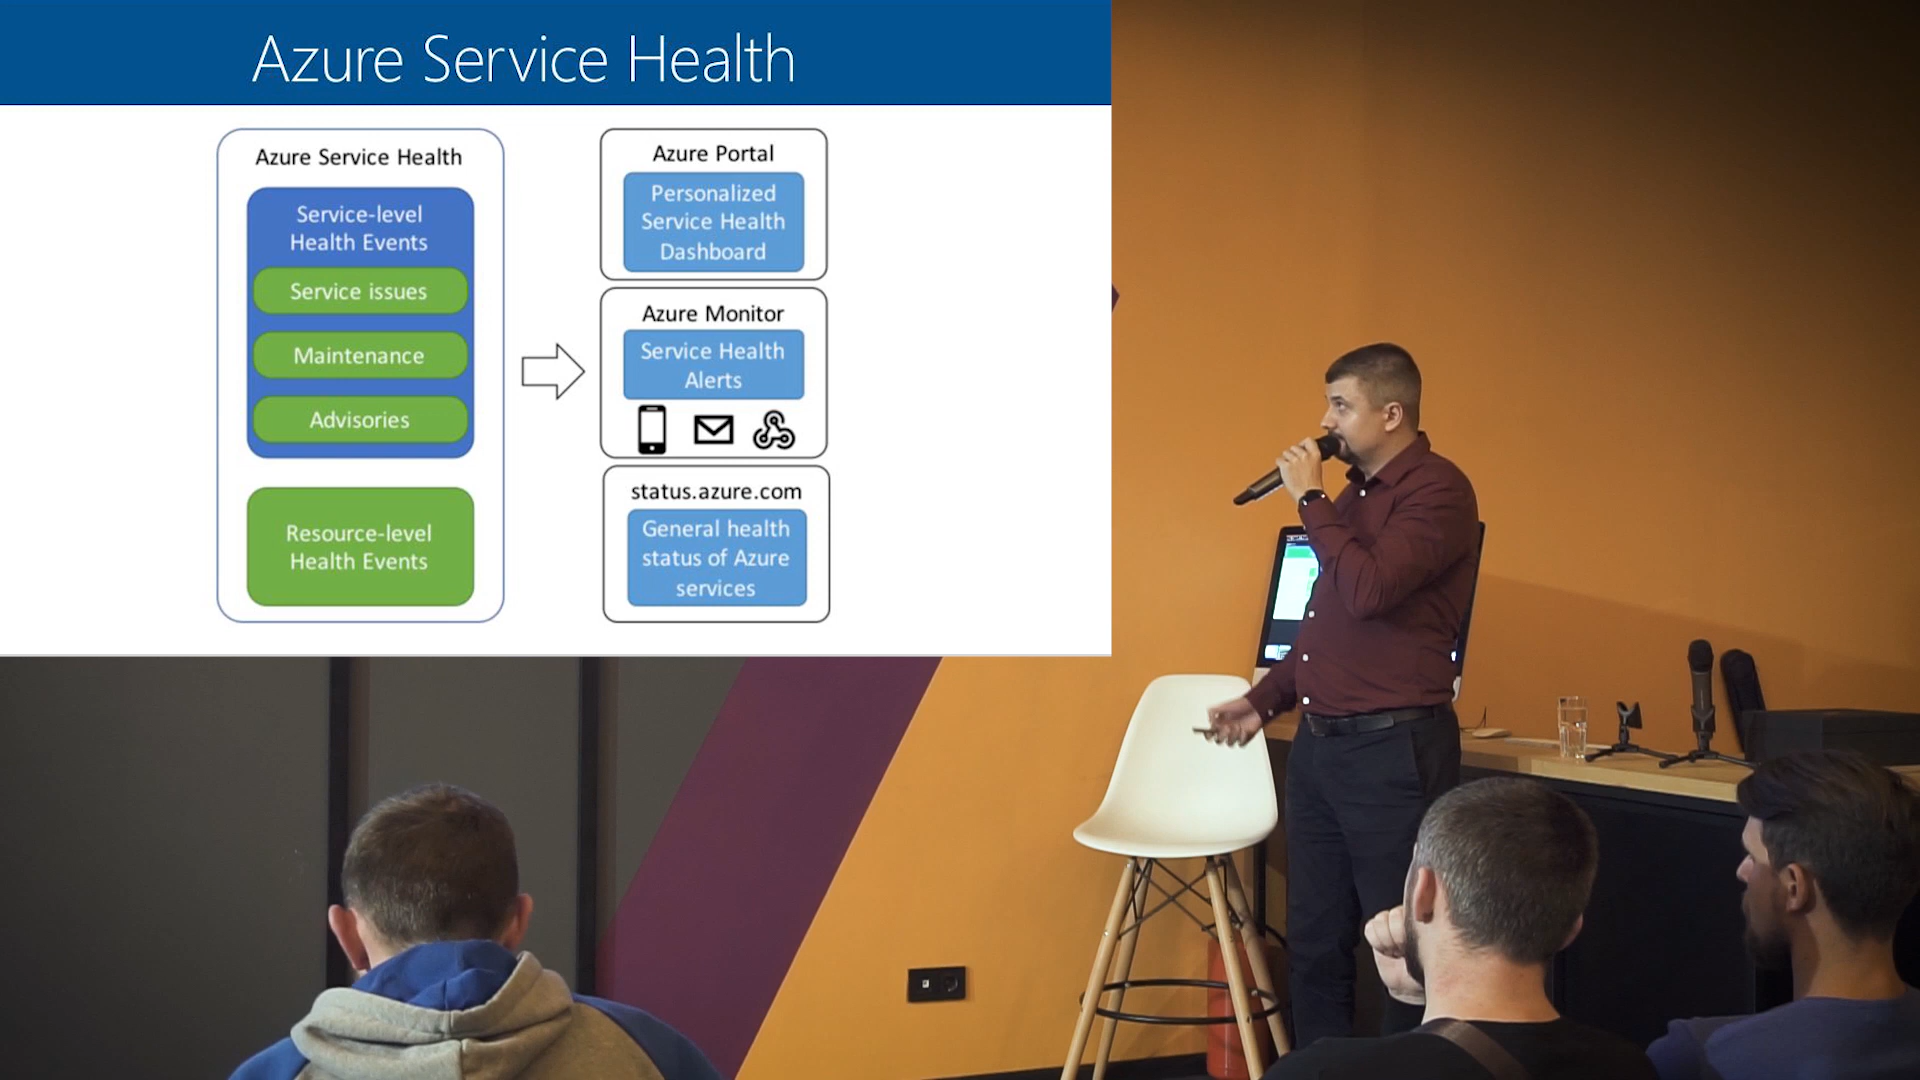 Azure Service Health
Azure Service Health
Service-level
Health Events
Service issues
Maintenance
Advisories
Resource-level
Health Events
Azure Portal
Personalized
Service Health
Dashboard
Azure Monitor
Service Health
Alerts
status.azure.com
General health
status of Azure
services